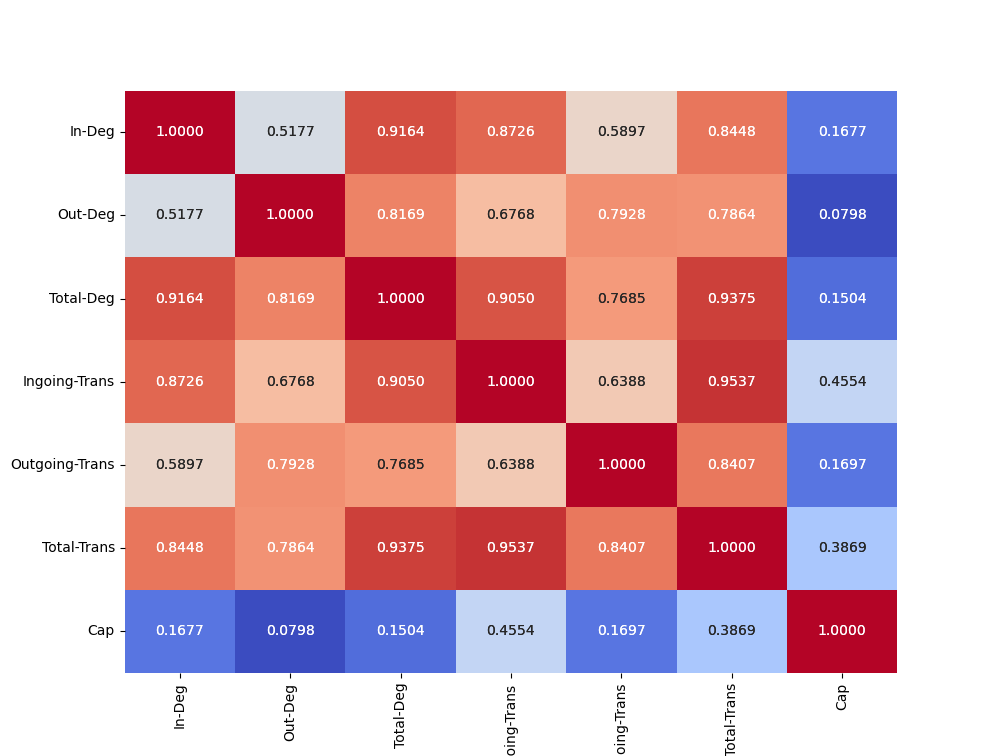 In-Deg 1.0000 0.5177 0.9164 0.8726 0.5897 0.8448 0.1677
Out-Deg 0.5177 1.0000 0.8169 0.6768 0.7928 0.7864 0.0798
Total-Deg 0.9164 0.8169 1.0000 0.9050 0.7685 0.9375 0.1504
Ingoing-Trans 0.8726 0.6768 0.9050 1.0000 0.6388 0.9537 0.4554
Outgoing-Trans 0.5897 0.7928 0.7685 0.6388 1.0000 0.8407 0.1697
Total-Trans 0.8448 0.7864 0.9375 0.9537 0.8407 1.0000 0.3869
Cap 0.1677 0.0798 0.1504 0.4554 0.1697 0.3869 1.0000
In-Deg
Out-Deg
Total-Deg
oing-Trans
going-Trans
Total-Trans
Cap